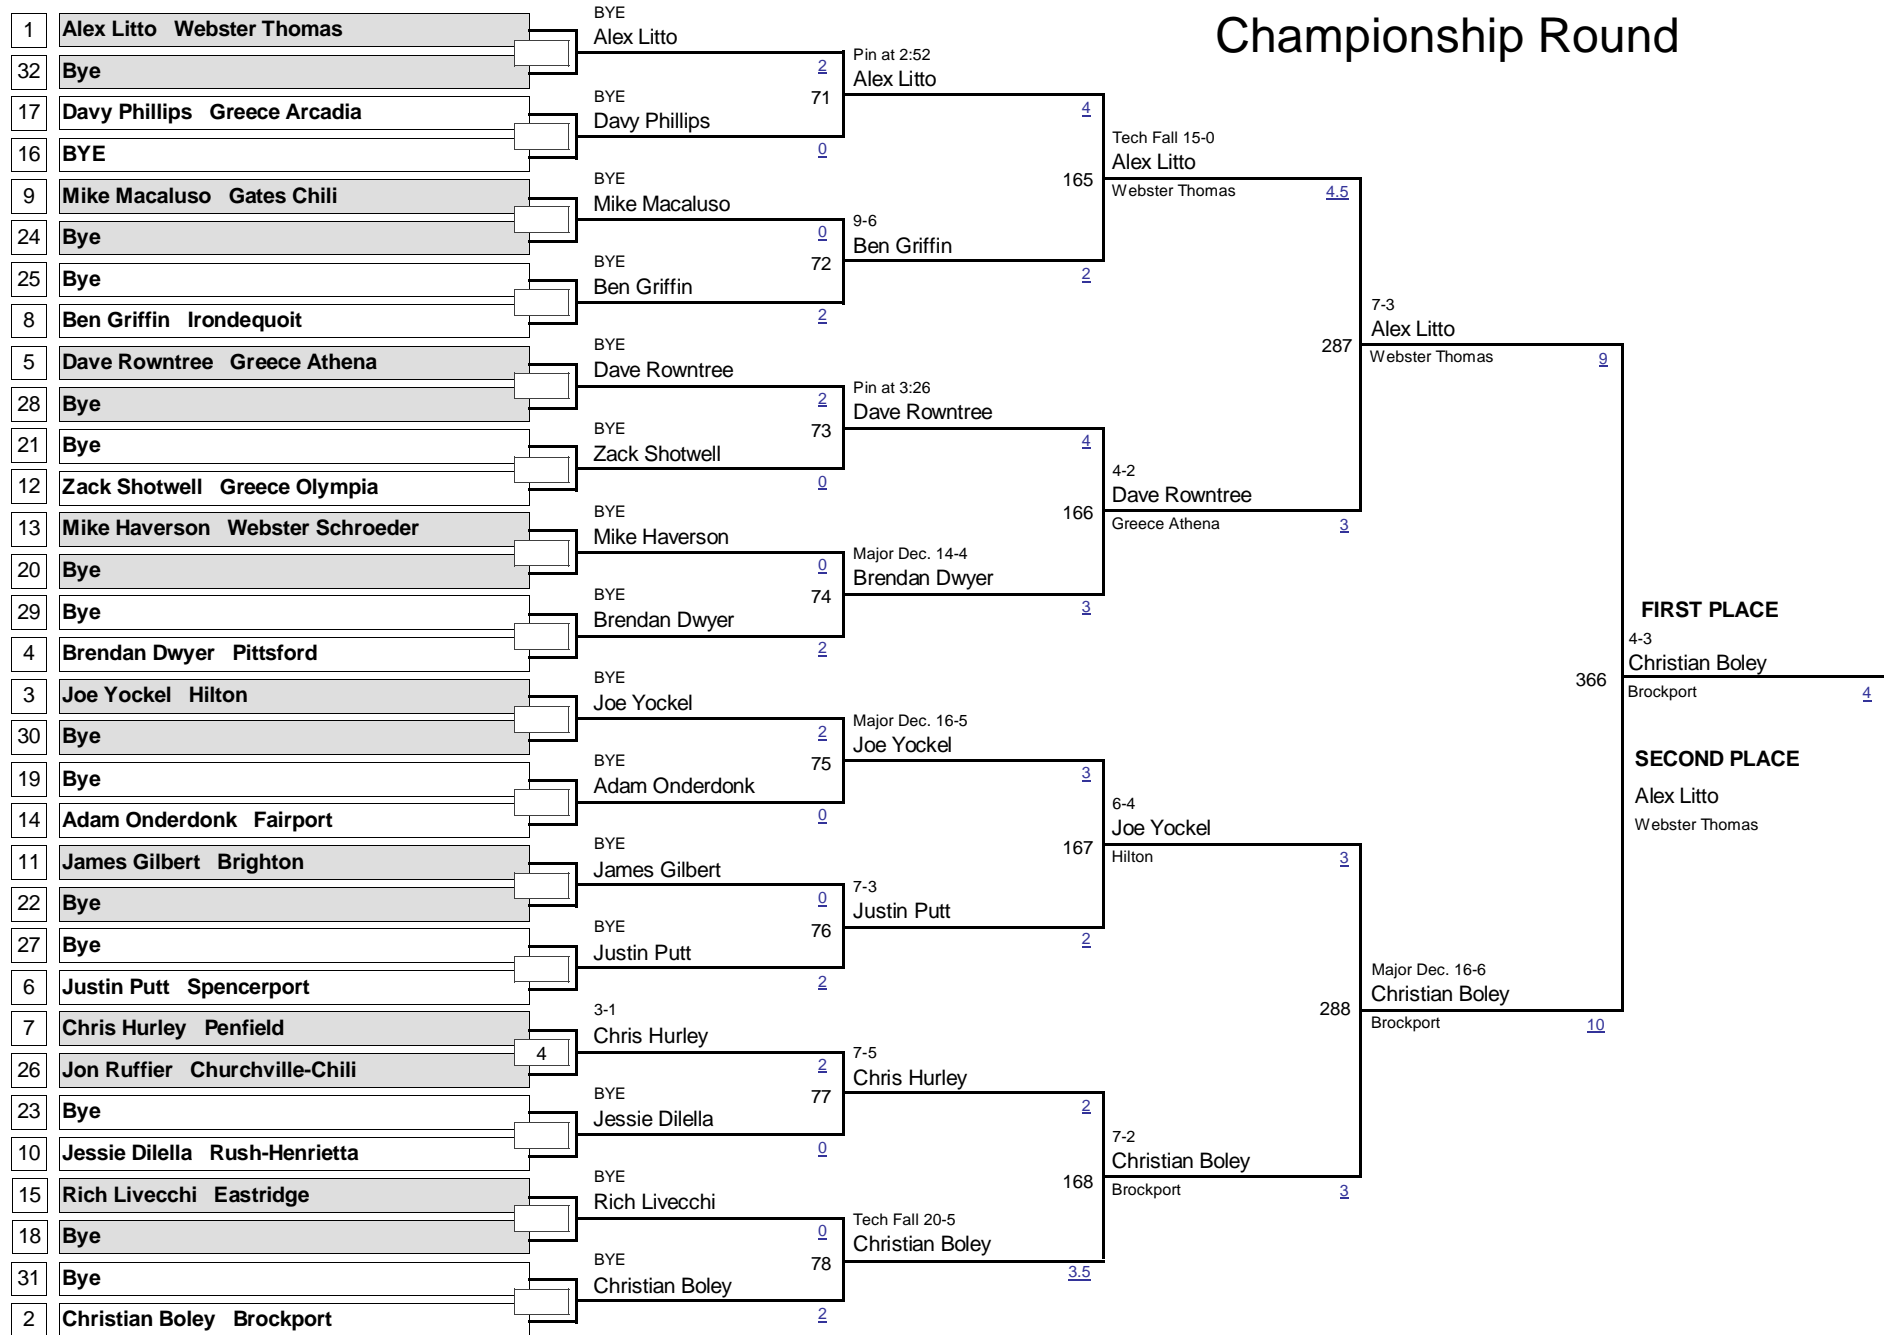 Championship Round
1 Alex Litto Webster Thomas
32 Bye
17 Davy Phillips Greece Arcadia
16 BYE
9 Mike Macaluso Gates Chili
24 Bye
25 Bye
8 Ben Griffin Irondequoit
5 Dave Rowntree Greece Athena
28 Bye
21 Bye
12 Zack Shotwell Greece Olympia
13 Mike Haverson Webster Schroeder
20 Bye
29 Bye
4 Brendan Dwyer Pittsford
3 Joe Yockel Hilton
30 Bye
19 Bye
14 Adam Onderdonk Fairport
11 James Gilbert Brighton
22 Bye
27 Bye
6 Justin Putt Spencerport
7 Chris Hurley Penfield
4
26 Jon Ruffier Churchville-Chili
23 Bye
10 Jessie Dilella Rush-Henrietta
15 Rich Livecchi Eastridge
18 Bye
31 Bye
2 Christian Boley Brockport
BYE
Alex Litto
2
71
BYE
Davy Phillips
0
BYE
Mike Macaluso
0
72
BYE
Ben Griffin
2
BYE
Dave Rowntree
2
73
BYE
Zack Shotwell
0
BYE
Mike Haverson
0
74
BYE
Brendan Dwyer
2
BYE
Joe Yockel
2
75
BYE
Adam Onderdonk
0
BYE
James Gilbert
0
76
BYE
Justin Putt
2
3-1
Chris Hurley
2
77
BYE
Jessie Dilella
0
BYE
Rich Livecchi
0
78
BYE
Christian Boley
2
Pin at 2:52
Alex Litto
4
165
9-6
Ben Griffin
2
Pin at 3:26
Dave Rowntree
4
166
Major Dec. 14-4
Brendan Dwyer
3
Major Dec. 16-5
Joe Yockel
3
167
7-3
Justin Putt
2
7-5
Chris Hurley
2
168
Tech Fall 20-5
Christian Boley
3.5
Tech Fall 15-0
Alex Litto
Webster Thomas 4.5
287
4-2
Dave Rowntree
Greece Athena 3
6-4
Joe Yockel
Hilton 3
288
7-2
Christian Boley
Brockport 3
7-3
Alex Litto
Webster Thomas 9
366
Major Dec. 16-6
Christian Boley
Brockport 10
FIRST PLACE
4-3
Christian Boley
Brockport 4
SECOND PLACE
Alex Litto
Webster Thomas